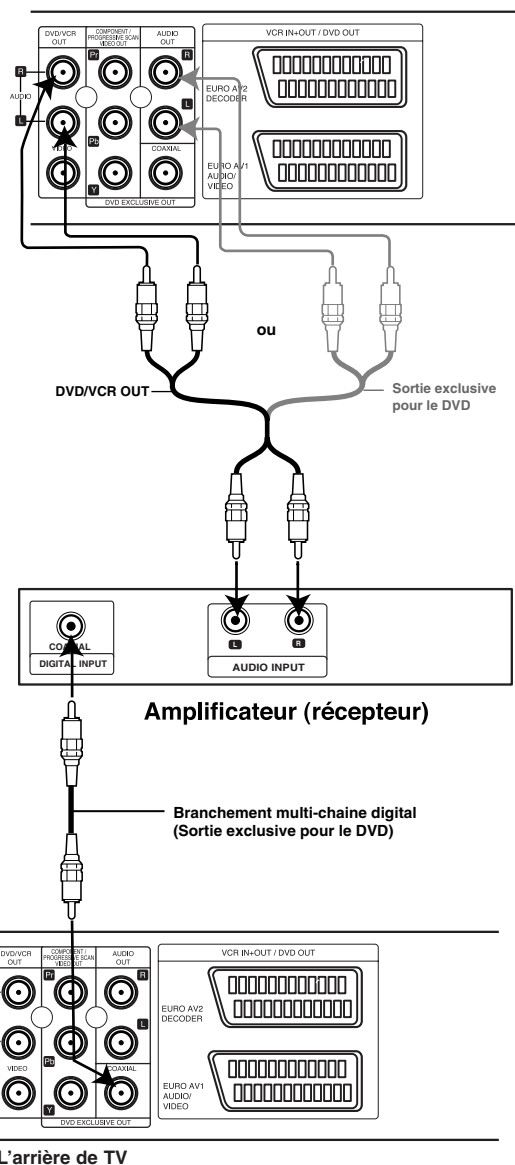 DVD/VCR
OUT
COMPONENT /
PROGRESSIVE SCAN
VIDEO OUT
AUDIO
OUT
VCR IN+OUT / DVD OUT
Pr
R
R
AUDIO
L
L
EURO AV2
DECODER
VIDEO
Pb
COAXIAL
EURO AV1
AUDIO/
VIDEO
Y
DVD EXCLUSIVE OUT
ou
DVD/VCR OUT
Sortie exclusive
pour le DVD
COAXIAL
DIGITAL INPUT
L
R
AUDIO INPUT
Amplificateur (récepteur)
Branchement multi-chaine digital
(Sortie exclusive pour le DVD)
DVD/VCR
OUT
COMPONENT /
PROGRESSIVE SCAN
VIDEO OUT
AUDIO
OUT
VCR IN+OUT / DVD OUT
Pr
R
EURO AV2
DECODER
L
VIDEO
Pb
COAXIAL
EURO AV1
AUDIO/
VIDEO
Y
DVD EXCLUSIVE OUT
L'arrière de TV